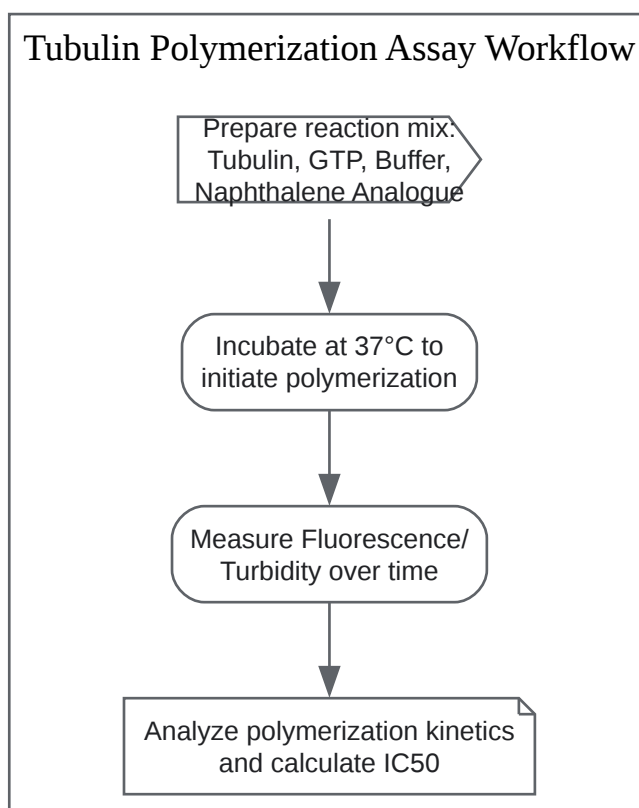 Tubulin Polymerization Assay Workflow
Prepare reaction mix:
Tubulin, GTP, Buffer,
Naphthalene Analogue
Incubate at 37°C to
initiate polymerization
Measure Fluorescence/
Turbidity over time
Analyze polymerization kinetics
and calculate IC50